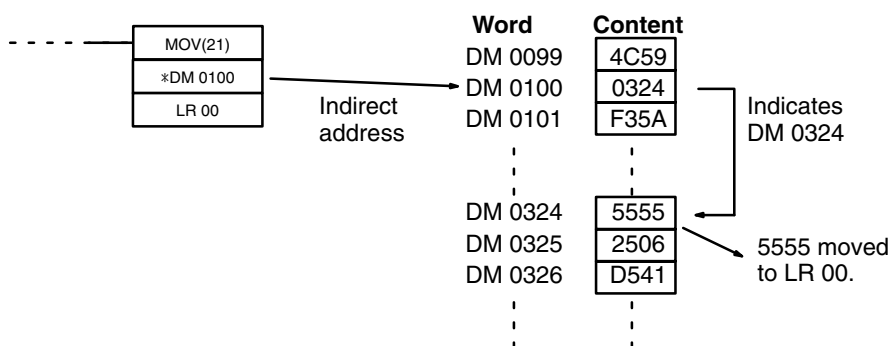 MOV(21)
*DM 0100
LR 00
Indirect
address
Word Content
DM 0099 4C59
DM 0100 0324
DM 0101 F35A
Indicates
DM 0324
DM 0324 5555
DM 0325 2506
DM 0326 D541
5555 moved
to LR 00.